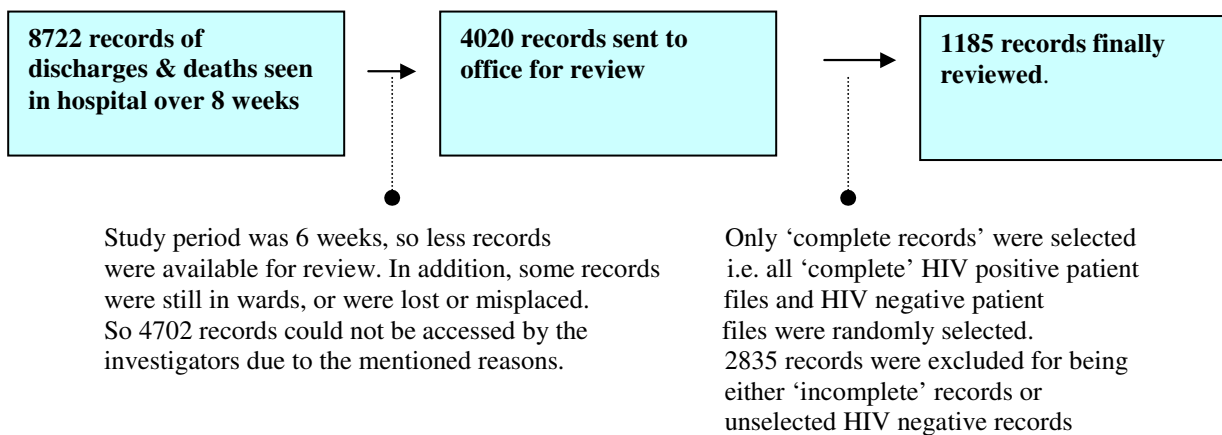 8722 records of
discharges & deaths seen
in hospital over 8 weeks
4020 records sent to
office for review
1185 records finally
reviewed.
Study period was 6 weeks, so less records
were available for review. In addition, some records
were still in wards, or were lost or misplaced.
So 4702 records could not be accessed by the
investigators due to the mentioned reasons.
Only ‘complete records’ were selected
i.e. all ‘complete’ HIV positive patient
files and HIV negative patient
files were randomly selected.
2835 records were excluded for being
either ‘incomplete’ records or
unselected HIV negative records